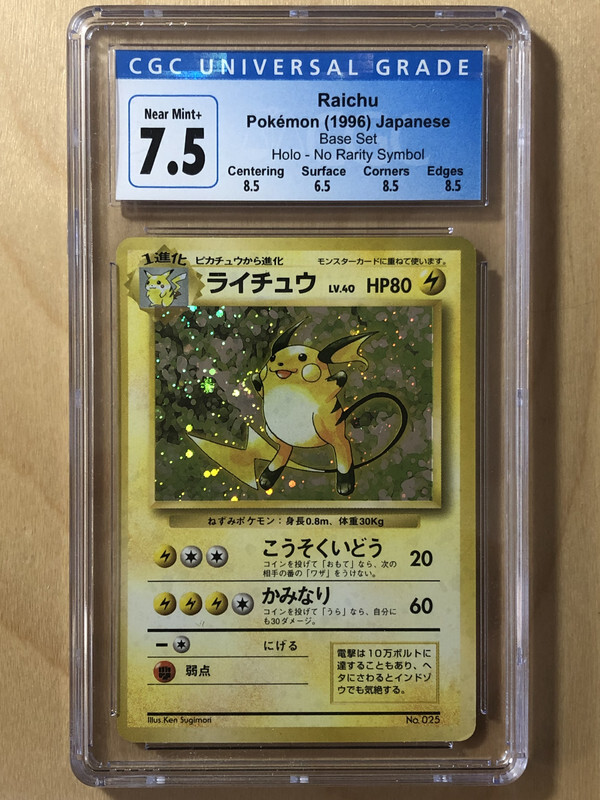 CGC UNIVERSAL GRADE
Near Mint+
7.5
Raichu
Pokémon (1996) Japanese
Base Set
Holo - No Rarity Symbol
Centering Surface Corners Edges
8.5 6.5 8.5 8.5
1進化 ピカチュウから進化 モンスターカードに重ねて使います。
ライチュウ LV.40 HP80
ねずみポケモン：身長0.8m、体重30Kg
こうそくいどう 20
コインを投げて「おもて」なら、次の
相手の番の「ワザ」をうけない。
かみなり 60
コインを投げて「うら」なら、自分に
も30ダメージ。
ー にげる
弱点
電撃は10万ボルトに
達することもあり、ヘ
タにさわるとインドゾ
ウでも気絶する。
Illus.Ken Sugimori No.025